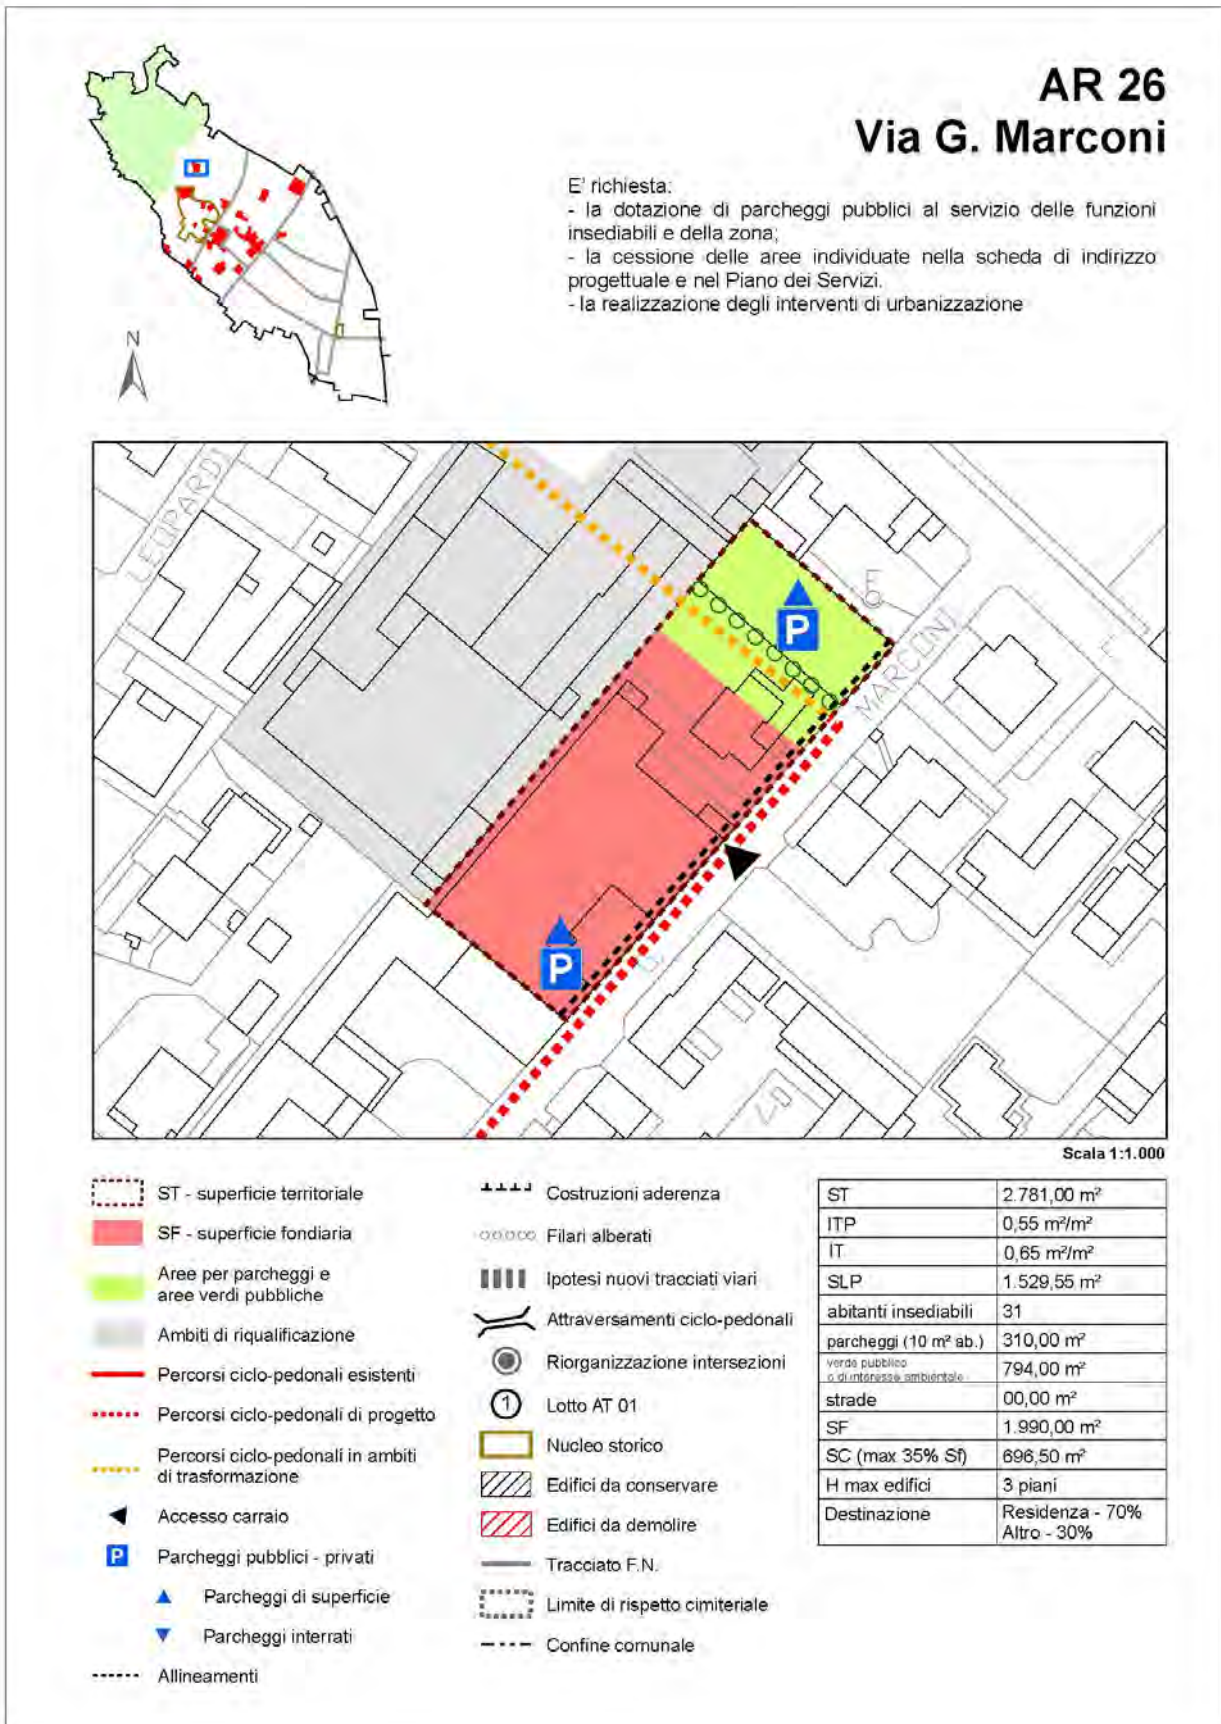 AR 26
Via G. Marconi
E' richiesta:
- la dotazione di parcheggi pubblici al servizio delle funzioni
insediabili e della zona;
- la cessione delle aree individuate nella scheda di indirizzo
progettuale e nel Piano dei Servizi.
- la realizzazione degli interventi di urbanizzazione
N
LEOPARDI
MARCONI
P
P
Scala 1:1.000
ST - superficie territoriale
SF - superficie fondiaria
Aree per parcheggi e
aree verdi pubbliche
Ambiti di riqualificazione
Percorsi ciclo-pedonali esistenti
Percorsi ciclo-pedonali di progetto
Percorsi ciclo-pedonali in ambiti
di trasformazione
Accesso carraio
P Parcheggi pubblici - privati
Parcheggi di superficie
Parcheggi interrati
Allineamenti
Costruzioni aderenza
Filari alberati
Ipotesi nuovi tracciati viari
Attraversamenti ciclo-pedonali
Riorganizzazione intersezioni
1 Lotto AT 01
Nucleo storico
Edifici da conservare
Edifici da demolire
Tracciato F.N.
Limite di rispetto cimiteriale
Confine comunale
ST 2.781,00 m²
ITP 0,55 m²/m²
IT 0,65 m²/m²
SLP 1.529,55 m²
abitanti insediabili 31
parcheggi (10 m² ab.) 310,00 m²
verde pubblico
o di interesse ambientale 794,00 m²
strade 00,00 m²
SF 1.990,00 m²
SC (max 35% Sf) 696,50 m²
H max edifici 3 piani
Destinazione Residenza - 70%
Altro - 30%